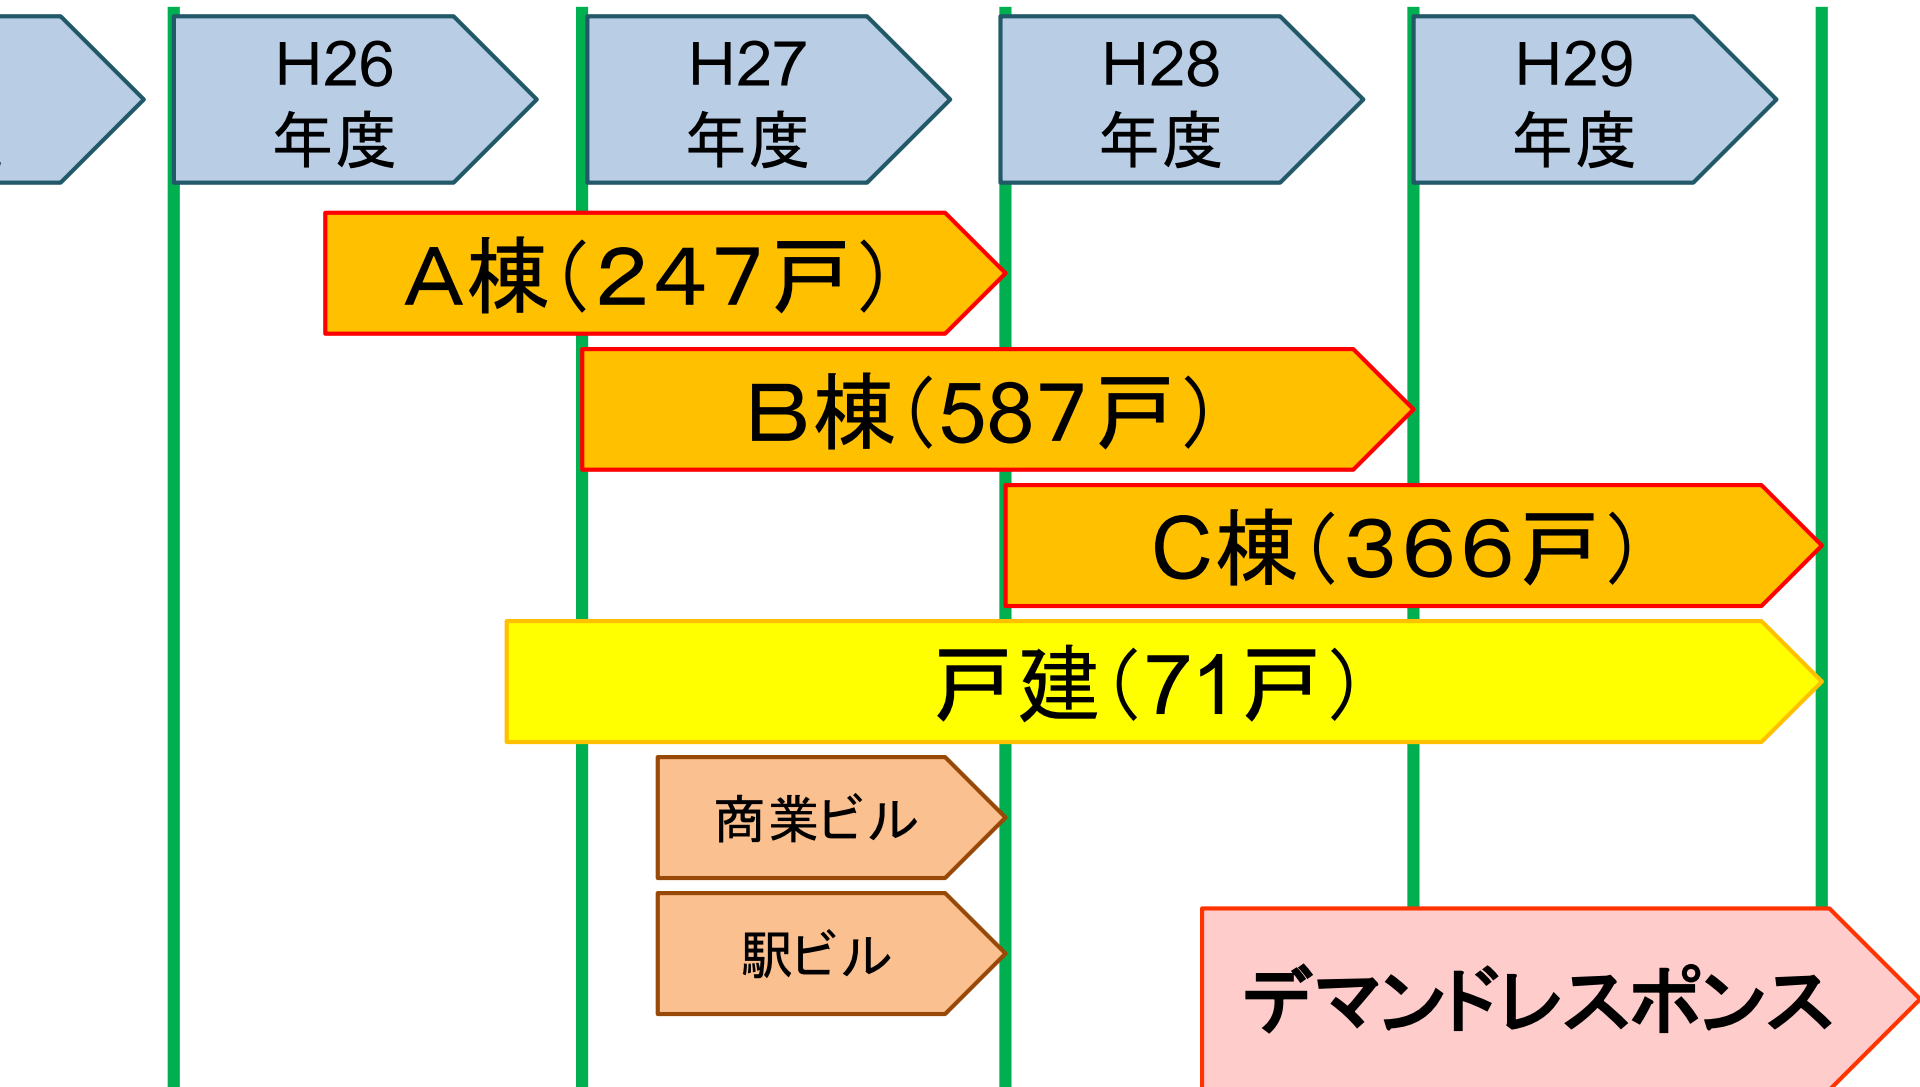 H26
年度
H27
年度
H28
年度
H29
年度
A棟（２４７戸）
B棟（５８７戸）
C棟（３６６戸）
戸建（71戸）
商業ビル
駅ビル
デマンドレスポンス